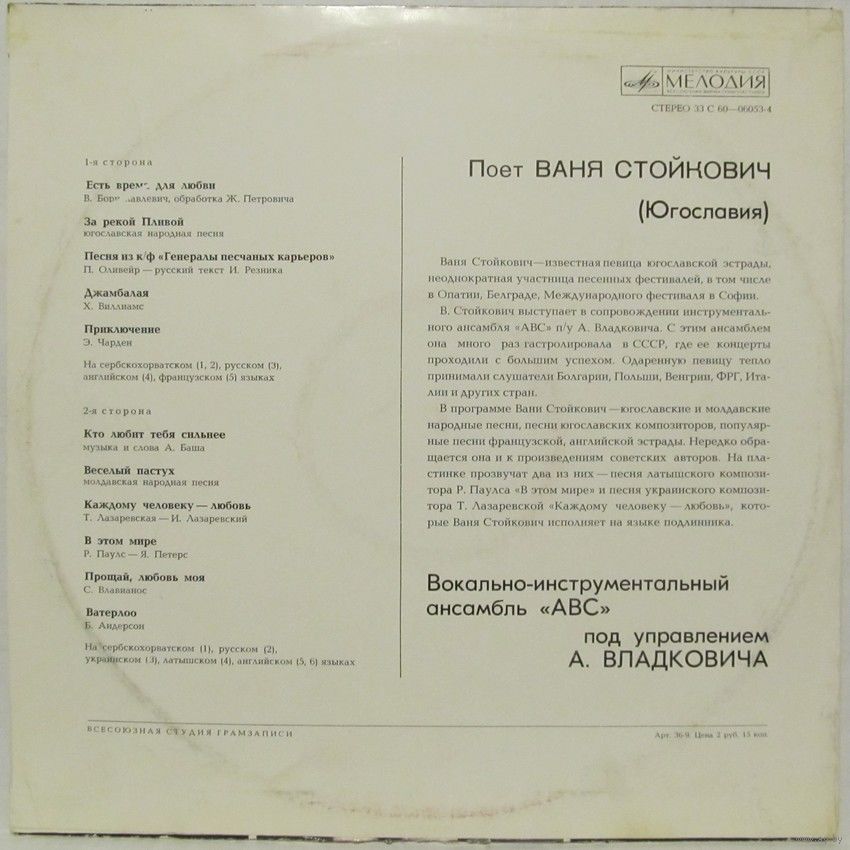 МЕЛОДИЯ
СТЕРЕО 33 С 60—06053-4
1-я сторона
Есть для любви
В. обработка Ж. Петровича
За рекой Пливой
югославская народная песня
Песня из к/ф «Генералы песчаных карьеров»
П. Оливейр — русский текст И. Резника
Джамбалая
Х. Виллиамс
Приключение
Э. Чарден
На сербскохорватском (1, 2), русском (3),
английском (4), французском (5) языках
2-я сторона
Кто любит тебя сильнее
музыка и слова А. Баша
Веселый пастух
молдавская народная песня
Каждому человеку — любовь
Т. Лазаревская — И. Лазаревский
В этом мире
Р. Паулс — Я. Петерс
Прощай, любовь моя
С. Влавианос
Ватерлоо
Б. Андерсон
На сербскохорватском (1), русском (2),
украинском (3), латышском (4), английском (5, 6) языках
Поет ВАНЯ СТОЙКОВИЧ
(Югославия)
Ваня Стойкович—известная певица югославской эстрады,
неоднократная участница песенных фестивалей, в том числе
в Опатии, Белграде, Международного фестиваля в Софии.
В. Стойкович выступает в сопровождении инструменталь-
ного ансамбля «АВС» п/у А. Владковича. С этим ансамблем
она много раз гастролировала в СССР, где ее концерты
проходили с большим успехом. Одаренную певицу тепло
принимали слушатели Болгарии, Польши, Венгрии, ФРГ, Ита-
лии и других стран.
В программе Вани Стойкович—югославские и молдавские
народные песни, песни югославских композиторов, популяр-
ные песни французской, английской эстрады. Нередко обра-
щается она и к произведениям советских авторов. На пла-
стинке прозвучат два из них — песня латышского компози-
тора Р. Паулса «В этом мире» и песня украинского компози-
тора Т. Лазаревской «Каждому человеку—любовь», кото-
рые Ваня Стойкович исполняет на языке подлинника.
Вокально-инструментальный
ансамбль «АВС»
под управлением
А. ВЛАДКОВИЧА
ВСЕСОЮЗНАЯ СТУДИЯ ГРАМЗАПИСИ
Арт. 36-9. Цена 2 руб. 15 коп.